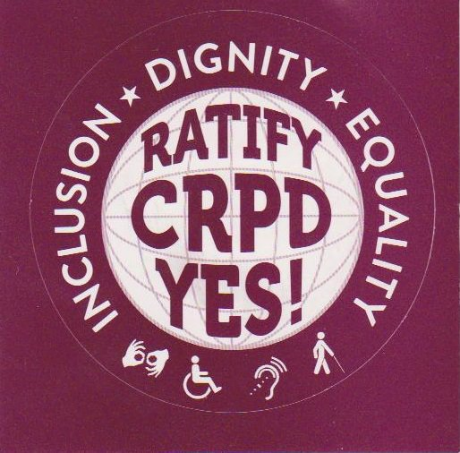 INCLUSION ★ DIGNITY ★ EQUALITY
RATIFY
CRPD
YES!